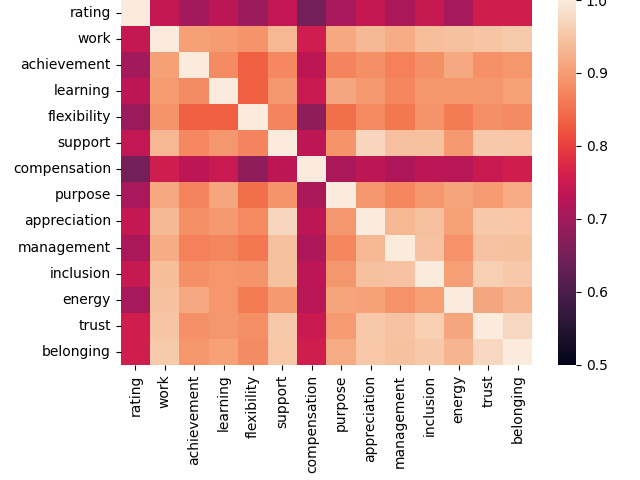 rating
work
achievement
learning
flexibility
support
compensation
purpose
appreciation
management
inclusion
energy
trust
belonging
rating
work
achievement
learning
flexibility
support
compensation
purpose
appreciation
management
inclusion
energy
trust
belonging
1.0
0.9
0.8
0.7
0.6
0.5